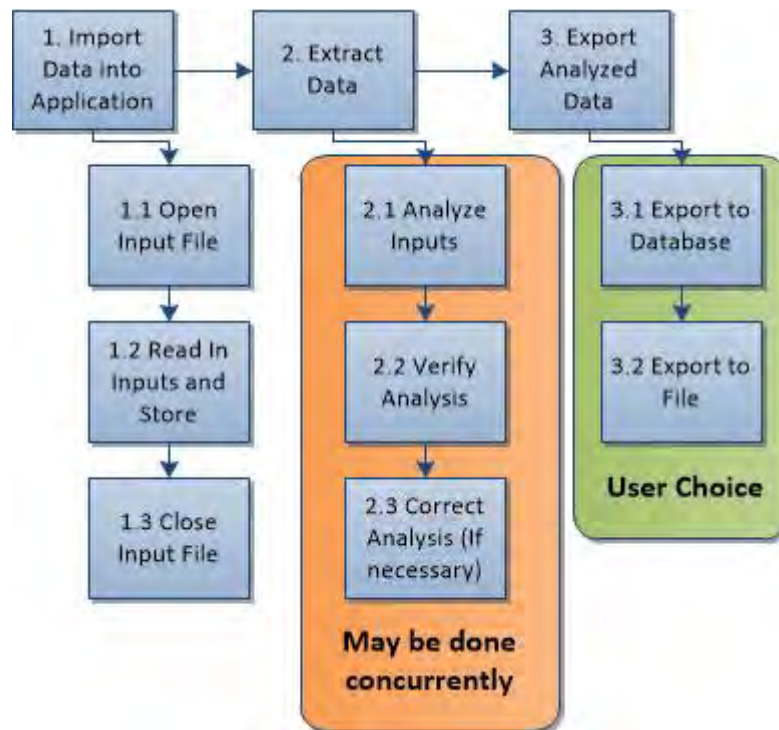 1. Import
Data into
Application
2. Extract
Data
3. Export
Analyzed
Data
1.1 Open
Input File
1.2 Read In
Inputs and
Store
1.3 Close
Input File
2.1 Analyze
Inputs
2.2 Verify
Analysis
2.3 Correct
Analysis (If
necessary)
May be done
concurrently
3.1 Export to
Database
3.2 Export to
File
User Choice